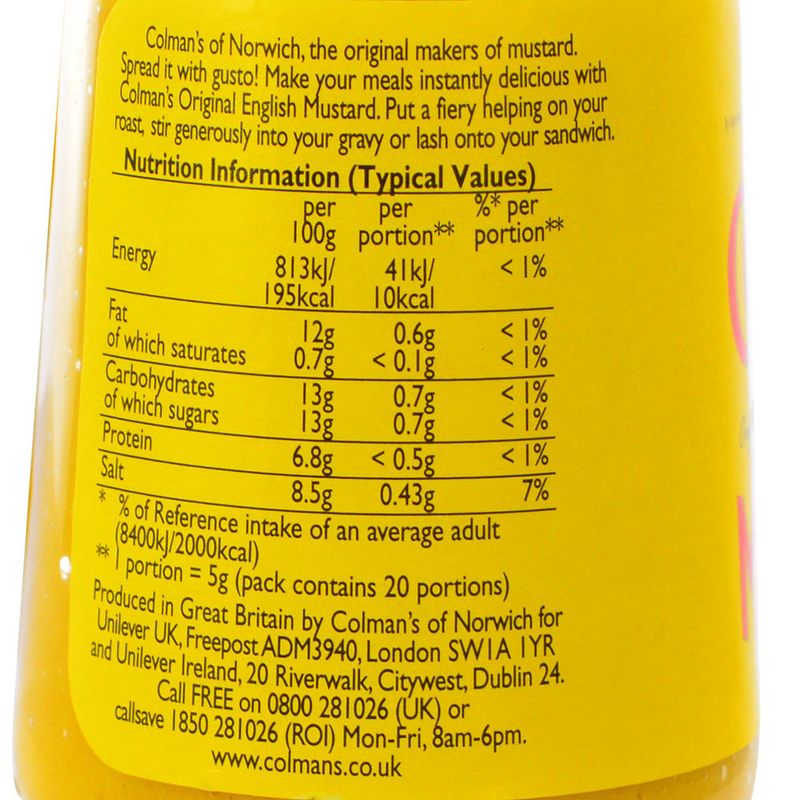 Colman's of Norwich, the original makers of mustard.
Spread it with gusto! Make your meals instantly delicious with
Colman's Original English Mustard. Put a fiery helping on your
roast, stir generously into your gravy or lash onto your sandwich.
Nutrition Information (Typical Values)
per per %* per
100g portion** portion**
Energy 813kJ/ 41kJ/ < 1%
195kcal 10kcal
Fat 12g 0.6g < 1%
of which saturates 0.7g < 0.1g < 1%
Carbohydrates 13g 0.7g < 1%
of which sugars 13g 0.7g < 1%
Protein 6.8g < 0.5g < 1%
Salt 8.5g 0.43g 7%
* % of Reference intake of an average adult
(8400kJ/2000kcal)
** 1 portion = 5g (pack contains 20 portions)
Produced in Great Britain by Colman's of Norwich for
Unilever UK, Freepost ADM3940, London SW1A 1YR
and Unilever Ireland, 20 Riverwalk, Citywest, Dublin 24.
Call FREE on 0800 281026 (UK) or
callsave 1850 281026 (ROI) Mon-Fri, 8am-6pm.
www.colmans.co.uk